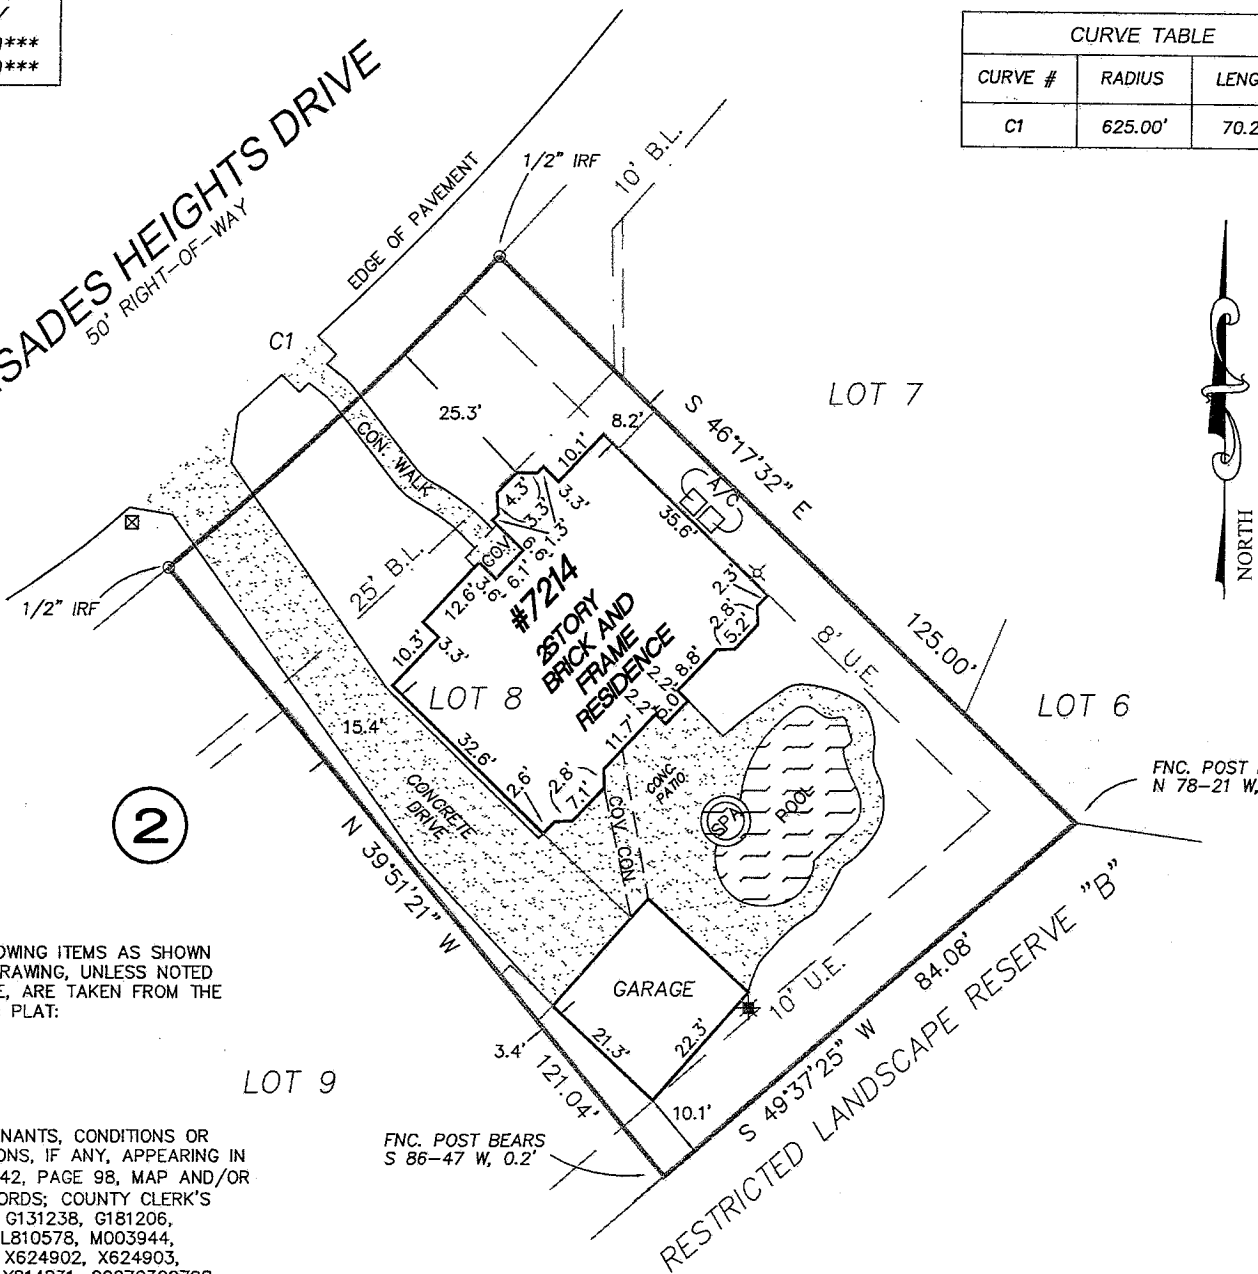 )***
)***
CURVE TABLE
CURVE # RADIUS LENG
C1 625.00' 70.2
SADES HEIGHTS DRIVE
50' RIGHT-OF-WAY
EDGE OF PAVEMENT
1/2" IRF
10' B.L.
C1
LOT 7
25.3'
8.2'
S 46°17'32" E
125.00'
CON. WALK
10.1'
4.3'
3.3'
3.3'
1.3'
A/C
35.6'
NORTH
COV.
6.1'
25' B.L.
1/2" IRF
12.6'
#7214
2STORY
BRICK AND
FRAME
RESIDENCE
2.3'
2.8'
5.2'
8' U.E.
10.3'
3.3'
LOT 8
2.2'
8.8'
2.2'
6.0'
11.7'
LOT 6
15.4'
32.6'
2.6'
2.8'
7.1'
CONC.
PATIO
COV. CON.
SPA
POOL
FNC. POST
N 78-21 W,
CONCRETE
DRIVE
2
N 39°51'21" W
121.04'
OWING ITEMS AS SHOWN
RAWING, UNLESS NOTED
E, ARE TAKEN FROM THE
PLAT:
GARAGE
21.3'
22.3'
10' U.E.
84.08'
S 49°37'25" W
RESTRICTED LANDSCAPE RESERVE "B"
3.4'
10.1'
LOT 9
FNC. POST BEARS
S 86-47 W, 0.2'
NANTS, CONDITIONS OR
ONS, IF ANY, APPEARING IN
42, PAGE 98, MAP AND/OR
ORDS; COUNTY CLERK'S
G131238, G181206,
L810578, M003944,
X624902, X624903,